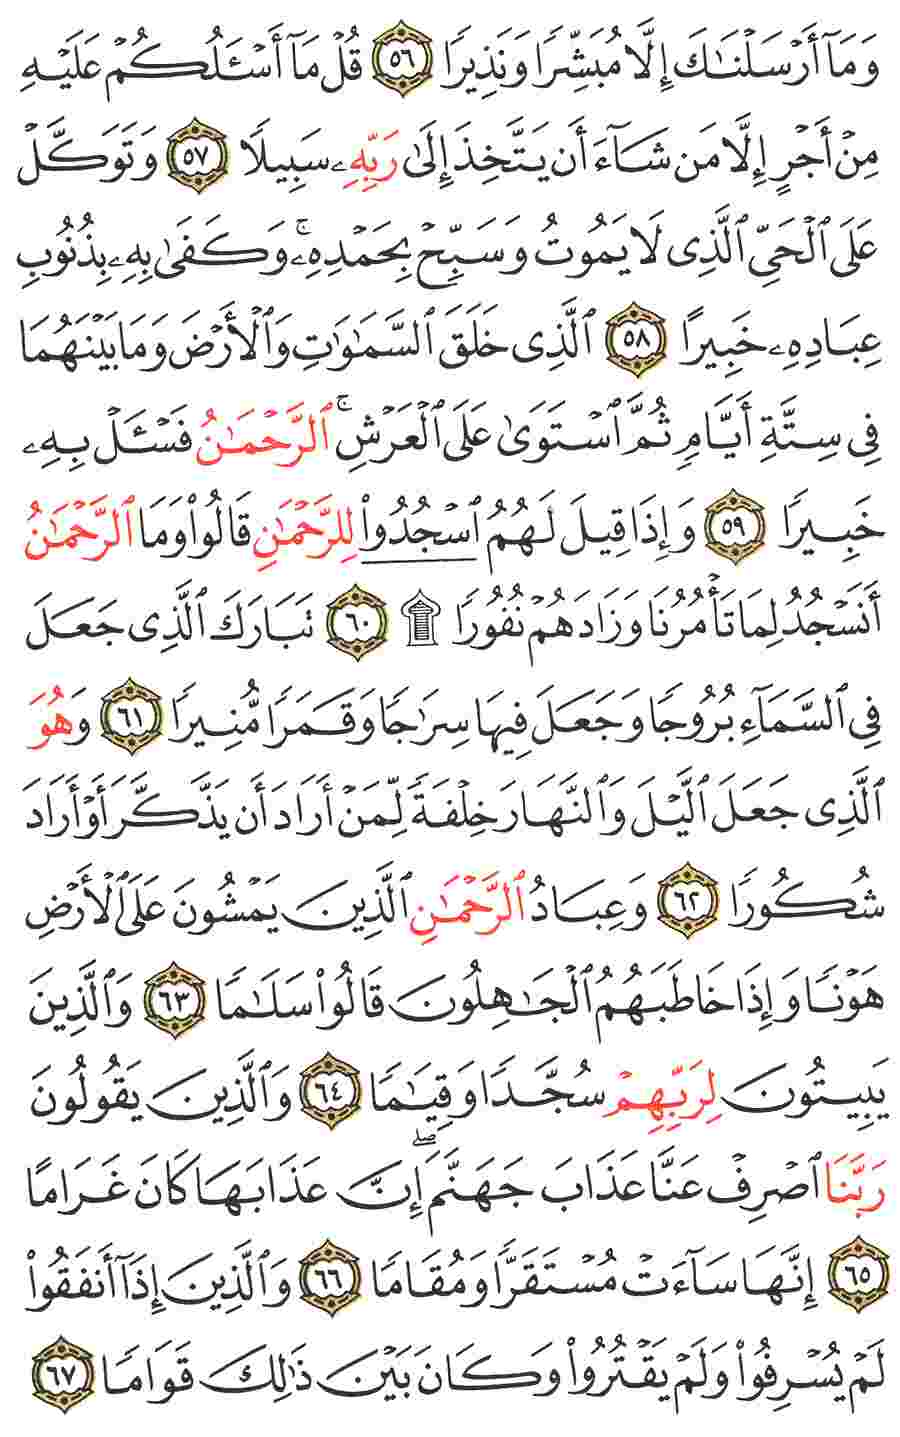 وَمَآ أَرْسَلْنَٰكَ إِلَّا مُبَشِّرًا وَنَذِيرًا ٥٦ قُلْ مَآ أَسْـَٔلُكُمْ عَلَيْهِ
مِنْ أَجْرٍ إِلَّا مَن شَآءَ أَن يَتَّخِذَ إِلَىٰ رَبِّهِۦ سَبِيلًا ٥٧ وَتَوَكَّلْ
عَلَى ٱلْحَىِّ ٱلَّذِى لَا يَمُوتُ وَسَبِّحْ بِحَمْدِهِۦ ۚ وَكَفَىٰ بِهِۦ بِذُنُوبِ
عِبَادِهِۦ خَبِيرًا ٥٨ ٱلَّذِى خَلَقَ ٱلسَّمَٰوَٰتِ وَٱلْأَرْضَ وَمَا بَيْنَهُمَا
فِى سِتَّةِ أَيَّامٍ ثُمَّ ٱسْتَوَىٰ عَلَى ٱلْعَرْشِ ۚ ٱلرَّحْمَٰنُ فَسْـَٔلْ بِهِۦ
خَبِيرًا ٥٩ وَإِذَا قِيلَ لَهُمُ ٱسْجُدُوا۟ لِلرَّحْمَٰنِ قَالُوا۟ وَمَا ٱلرَّحْمَٰنُ
أَنَسْجُدُ لِمَا تَأْمُرُنَا وَزَادَهُمْ نُفُورًا ۩ ٦٠ تَبَارَكَ ٱلَّذِى جَعَلَ
فِى ٱلسَّمَآءِ بُرُوجًا وَجَعَلَ فِيهَا سِرَٰجًا وَقَمَرًا مُّنِيرًا ٦١ وَهُوَ
ٱلَّذِى جَعَلَ ٱلَّيْلَ وَٱلنَّهَارَ خِلْفَةً لِّمَنْ أَرَادَ أَن يَذَّكَّرَ أَوْ أَرَادَ
شُكُورًا ٦٢ وَعِبَادُ ٱلرَّحْمَٰنِ ٱلَّذِينَ يَمْشُونَ عَلَى ٱلْأَرْضِ
هَوْنًا وَإِذَا خَاطَبَهُمُ ٱلْجَٰهِلُونَ قَالُوا۟ سَلَٰمًا ٦٣ وَٱلَّذِينَ
يَبِيتُونَ لِرَبِّهِمْ سُجَّدًا وَقِيَٰمًا ٦٤ وَٱلَّذِينَ يَقُولُونَ
رَبَّنَا ٱصْرِفْ عَنَّا عَذَابَ جَهَنَّمَ ۖ إِنَّ عَذَابَهَا كَانَ غَرَامًا
٦٥ إِنَّهَا سَآءَتْ مُسْتَقَرًّا وَمُقَامًا ٦٦ وَٱلَّذِينَ إِذَآ أَنفَقُوا۟
لَمْ يُسْرِفُوا۟ وَلَمْ يَقْتُرُوا۟ وَكَانَ بَيْنَ ذَٰلِكَ قَوَامًا ٦٧